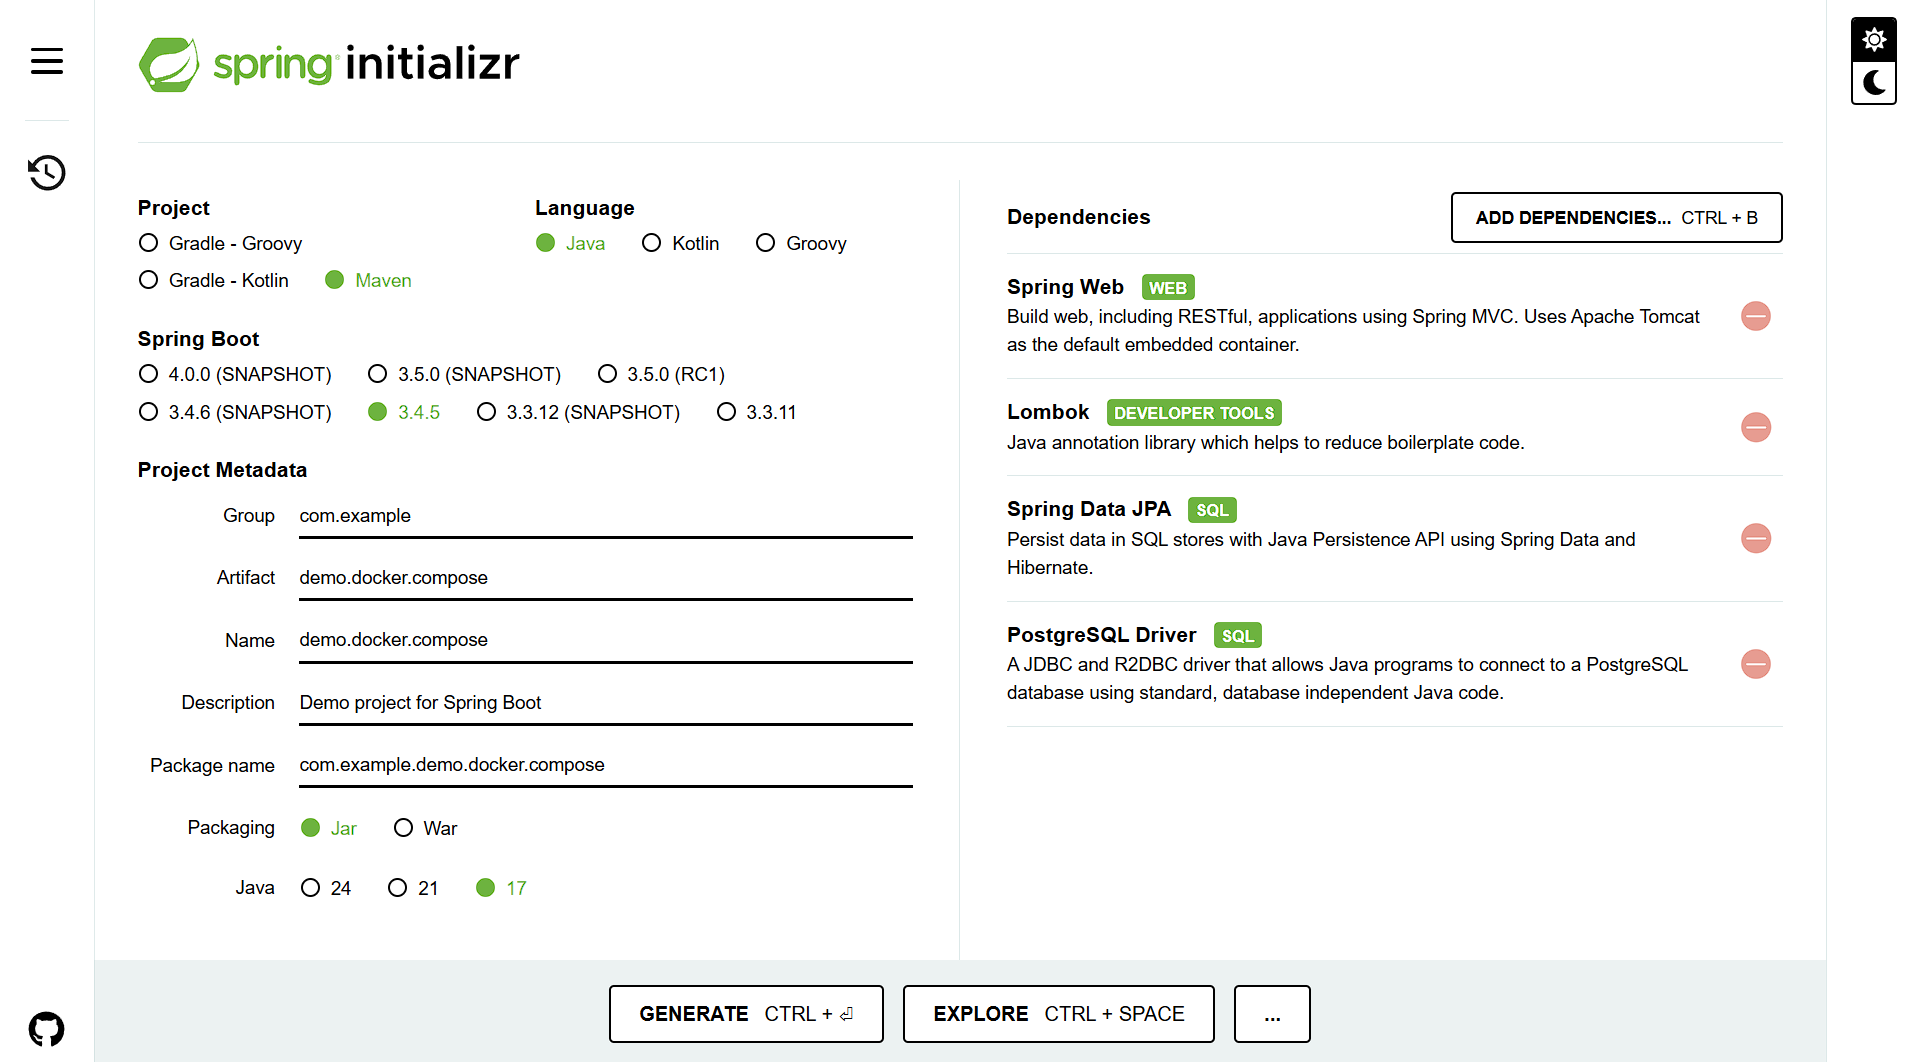 spring initializr
Project
Gradle - Groovy
Gradle - Kotlin Maven
Language
Java Kotlin Groovy
Spring Boot
4.0.0 (SNAPSHOT) 3.5.0 (SNAPSHOT) 3.5.0 (RC1)
3.4.6 (SNAPSHOT) 3.4.5 3.3.12 (SNAPSHOT) 3.3.11
Project Metadata
Group com.example
Artifact demo.docker.compose
Name demo.docker.compose
Description Demo project for Spring Boot
Package name com.example.demo.docker.compose
Packaging Jar War
Java 24 21 17
Dependencies ADD DEPENDENCIES... CTRL + B
Spring Web WEB
Build web, including RESTful, applications using Spring MVC. Uses Apache Tomcat
as the default embedded container.
Lombok DEVELOPER TOOLS
Java annotation library which helps to reduce boilerplate code.
Spring Data JPA SQL
Persist data in SQL stores with Java Persistence API using Spring Data and
Hibernate.
PostgreSQL Driver SQL
A JDBC and R2DBC driver that allows Java programs to connect to a PostgreSQL
database using standard, database independent Java code.
GENERATE CTRL + ⏎ EXPLORE CTRL + SPACE ...